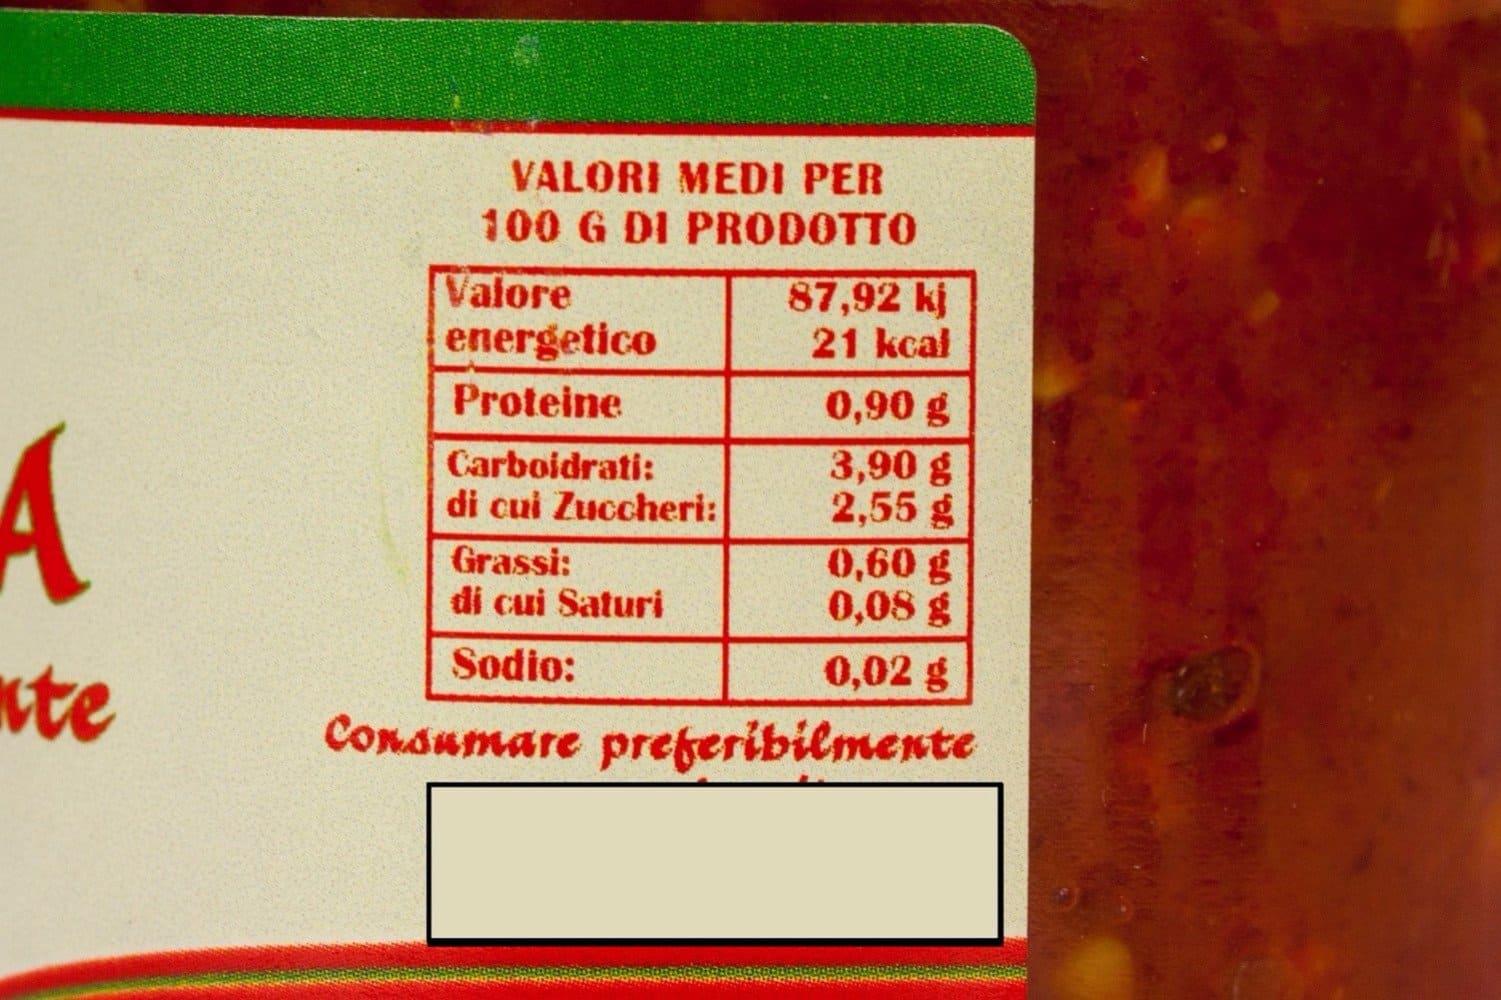 VALORI MEDI PER
100 G DI PRODOTTO
Valore energetico 87,92 kj 21 kcal
Proteine 0,90 g
Carboidrati: 3,90 g
di cui Zuccheri: 2,55 g
Grassi: 0,60 g
di cui Saturi 0,08 g
Sodio: 0,02 g
Consumare preferibilmente
A
nte